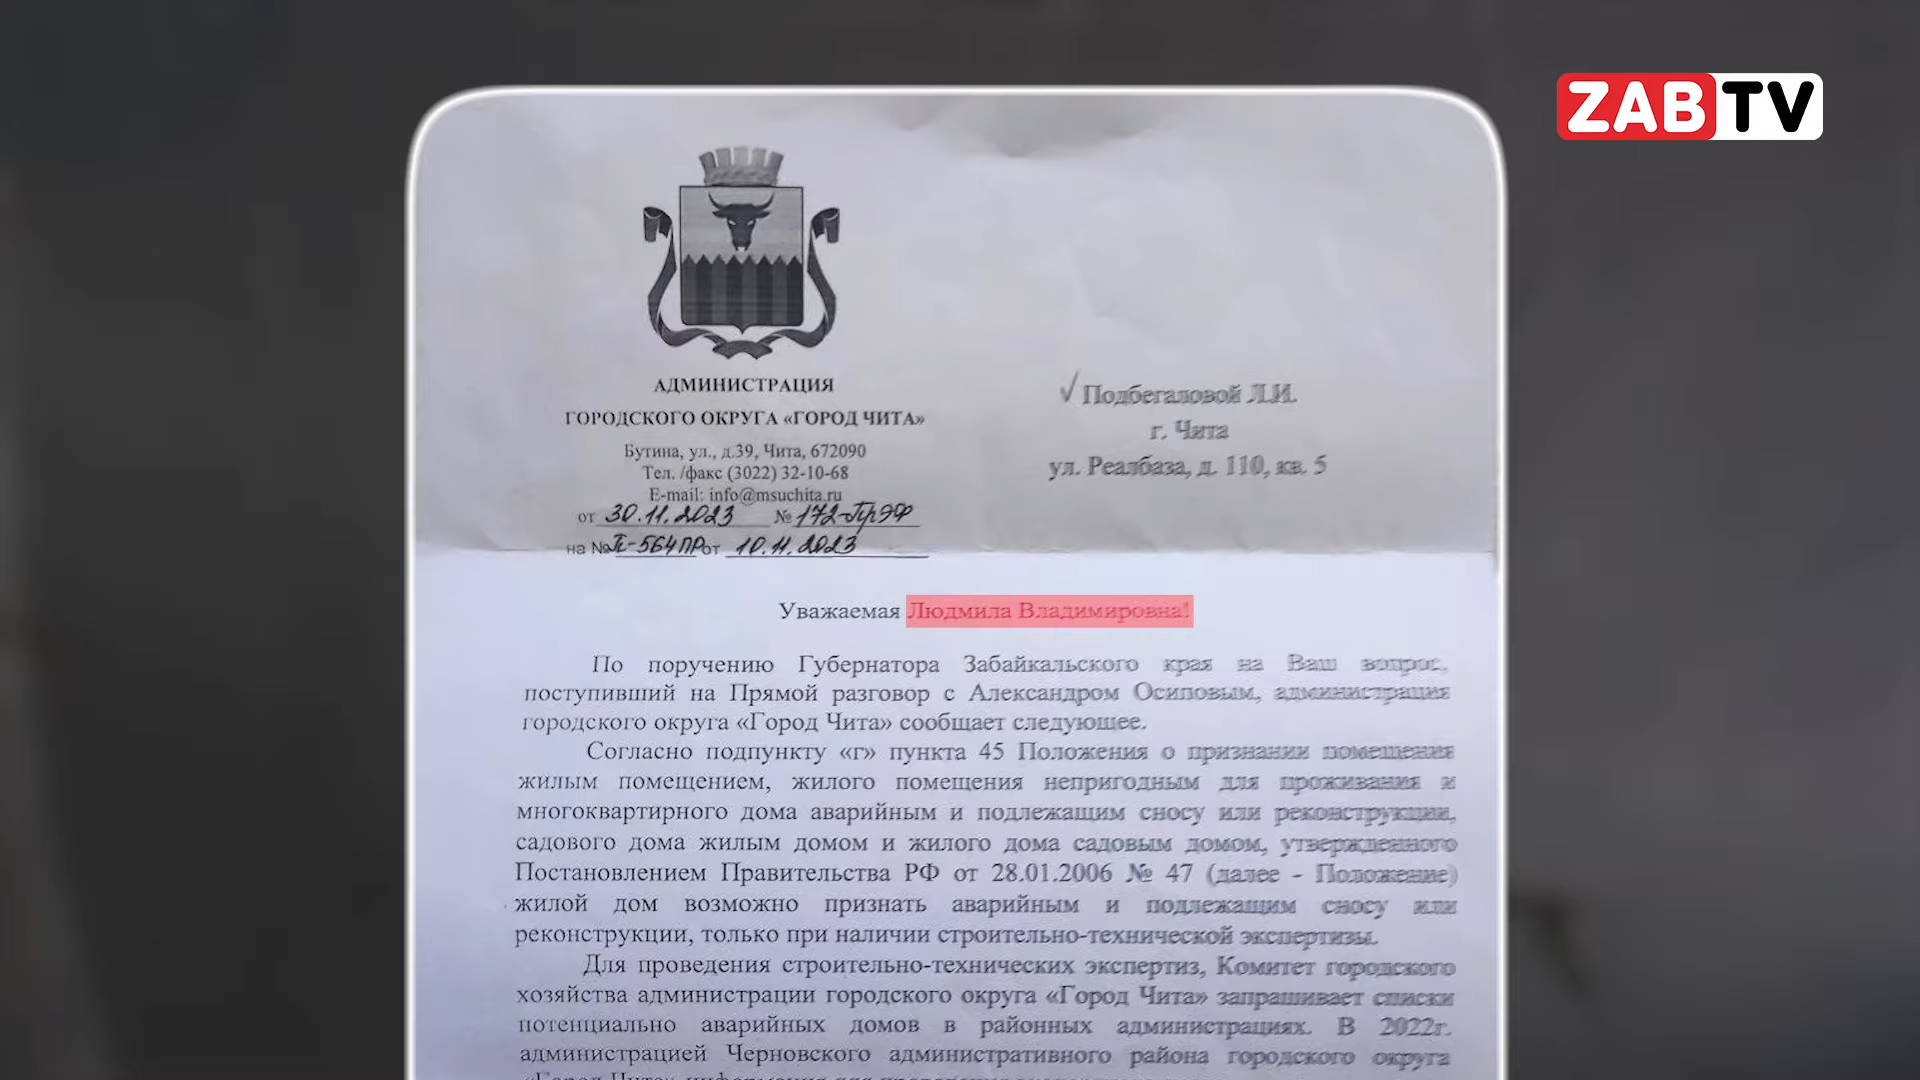 ZABTV
АДМИНИСТРАЦИЯ
ГОРОДСКОГО ОКРУГА «ГОРОД ЧИТА»
Бутина, ул., д.39, Чита, 672090
Тел. /факс (3022) 32-10-68
E-mail: info@msuchita.ru
от 30.11.2023 № 172-ПрЭФ
на № П-564ПР от 10.11.2023
√ Подбегаловой Л.И.
г. Чита
ул. Реалбаза, д. 110, кв. 5
Уважаемая Людмила Владимировна!
По поручению Губернатора Забайкальского края на Ваш вопрос,
поступивший на Прямой разговор с Александром Осиповым, администрация
городского округа «Город Чита» сообщает следующее.
Согласно подпункту «г» пункта 45 Положения о признании помещения
жилым помещением, жилого помещения непригодным для проживания и
многоквартирного дома аварийным и подлежащим сносу или реконструкции,
садового дома жилым домом и жилого дома садовым домом, утвержденного
Постановлением Правительства РФ от 28.01.2006 № 47 (далее - Положение)
жилой дом возможно признать аварийным и подлежащим сносу или
реконструкции, только при наличии строительно-технической экспертизы.
Для проведения строительно-технических экспертиз, Комитет городского
хозяйства администрации городского округа «Город Чита» запрашивает списки
потенциально аварийных домов в районных администрациях. В 2022г.
администрацией Черновского административного района городского округа